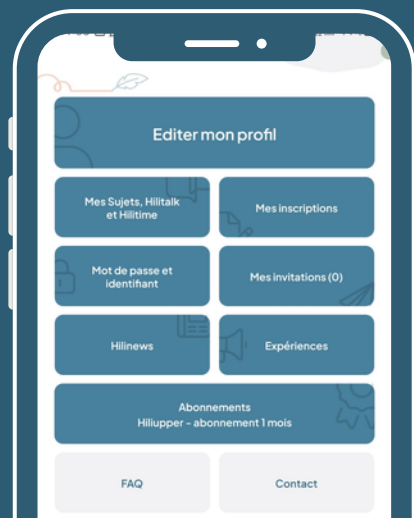 Editer mon profil
Mes Sujets, Hilitalk
et Hilitime
Mes inscriptions
Mot de passe et
identifiant
Mes invitations (0)
Hilinews
Expériences
Abonnements
Hiliupper - abonnement 1 mois
FAQ
Contact